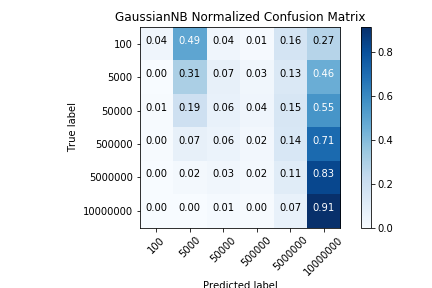 GaussianNB Normalized Confusion Matrix
100 0.04 0.49 0.04 0.01 0.16 0.27
5000 0.00 0.31 0.07 0.03 0.13 0.46
50000 0.01 0.19 0.06 0.04 0.15 0.55
500000 0.00 0.07 0.06 0.02 0.14 0.71
5000000 0.00 0.02 0.03 0.02 0.11 0.83
10000000 0.00 0.00 0.01 0.00 0.07 0.91
True label
100 5000 50000 500000 5000000 10000000
Predicted label
0.8
0.6
0.4
0.2
0.0